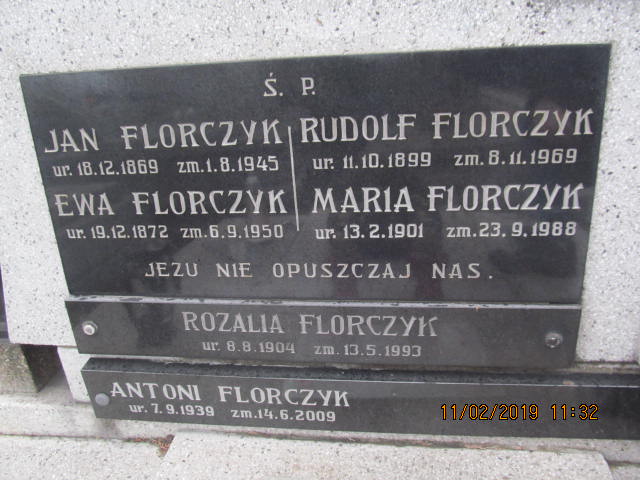 Ś. P.
JAN FLORCZYK
ur. 18.12.1869 zm. 1.8.1945
EWA FLORCZYK
ur. 19.12.1872 zm. 6.9.1950
RUDOLF FLORCZYK
ur. 11.10.1899 zm. 8.11.1969
MARIA FLORCZYK
ur. 13.2.1901 zm. 23.9.1988
JEZU NIE OPUSZCZAJ NAS.
ROZALIA FLORCZYK
ur. 8.8.1904 zm. 13.5.1993
ANTONI FLORCZYK
ur. 7.9.1939 zm. 14.6.2009
11/02/2019 11:32